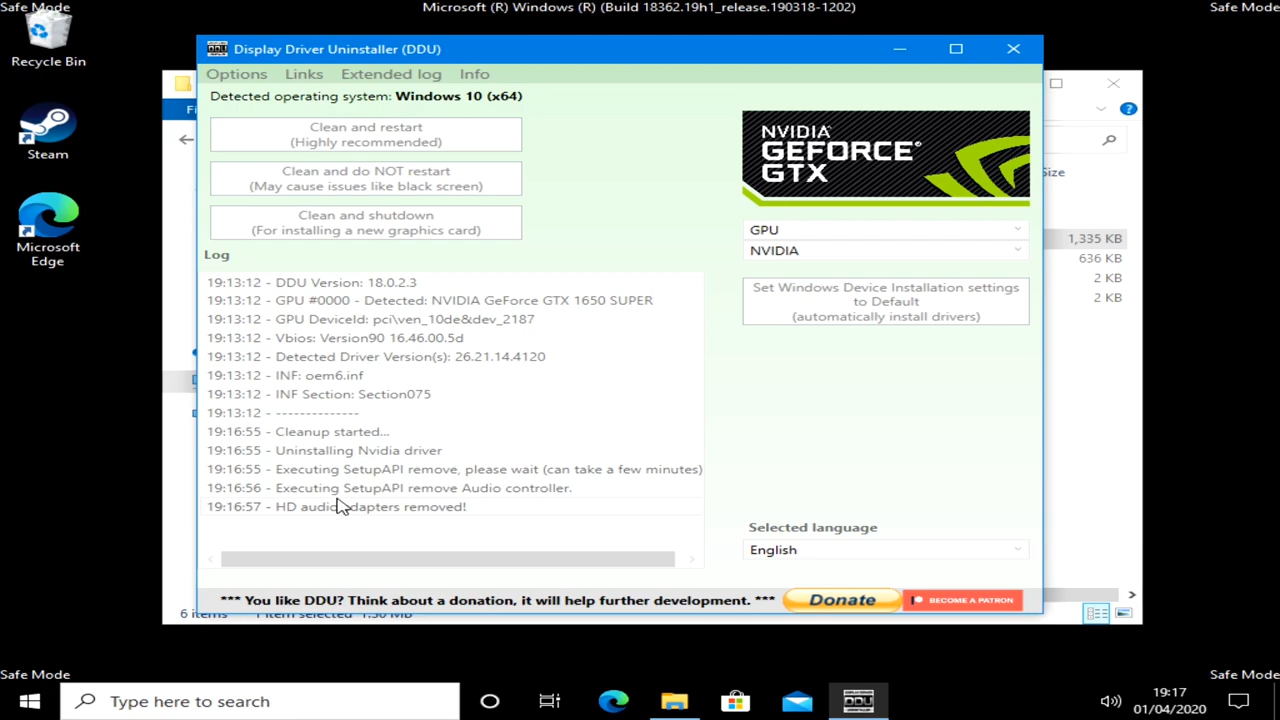 Safe Mode
Microsoft (R) Windows (R) (Build 18362.19h1_release.190318-1202)
Safe Mode
Recycle Bin
Steam
Microsoft
Edge
Display Driver Uninstaller (DDU)
Options Links Extended log Info
Detected operating system: Windows 10 (x64)
Clean and restart
(Highly recommended)
Clean and do NOT restart
(May cause issues like black screen)
Clean and shutdown
(For installing a new graphics card)
NVIDIA
GEFORCE
GTX
GPU
NVIDIA
Set Windows Device Installation settings
to Default
(automatically install drivers)
Log
19:13:12 - DDU Version: 18.0.2.3
19:13:12 - GPU #0000 - Detected: NVIDIA GeForce GTX 1650 SUPER
19:13:12 - GPU DeviceId: pci\ven_10de&dev_2187
19:13:12 - Vbios: Version90 16.46.00.5d
19:13:12 - Detected Driver Version(s): 26.21.14.4120
19:13:12 - INF: oem6.inf
19:13:12 - INF Section: Section075
19:13:12 - --------------
19:16:55 - Cleanup started...
19:16:55 - Uninstalling Nvidia driver
19:16:55 - Executing SetupAPI remove, please wait (can take a few minutes)
19:16:56 - Executing SetupAPI remove Audio controller.
19:16:57 - HD audio adapters removed!
Selected language
English
*** You like DDU? Think about a donation, it will help further development. ***
Donate
BECOME A PATRON
Size
1,335 KB
636 KB
2 KB
2 KB
6 items
Safe Mode
Safe Mode
Type here to search
19:17
01/04/2020